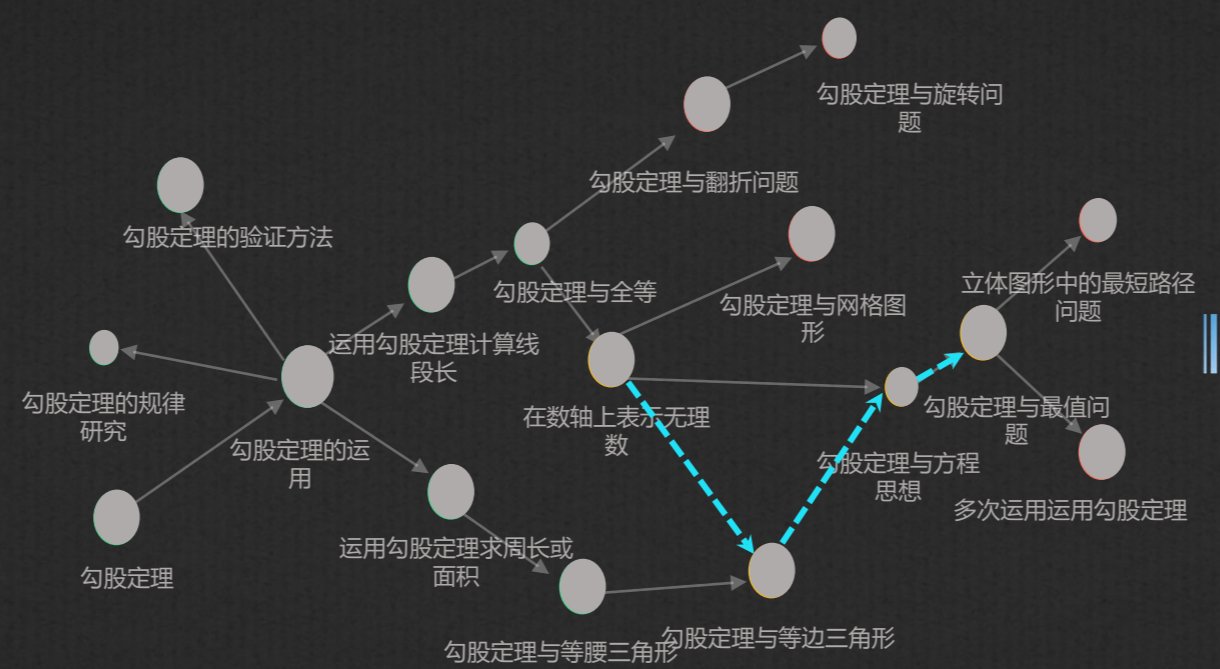 勾股定理与旋转问
题
勾股定理与翻折问题
勾股定理的验证方法
立体图形中的最短路径
问题
勾股定理与全等
勾股定理与网格图
形
运用勾股定理计算线
段长
勾股定理的规律
研究
在数轴上表示无理
数
勾股定理与最值问
题
勾股定理的运
用
勾股定理与方程
思想
多次运用运用勾股定理
运用勾股定理求周长或
面积
勾股定理
勾股定理与等腰三角形
勾股定理与等边三角形